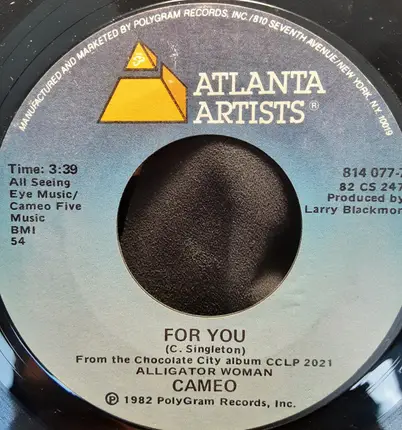 MANUFACTURED AND MARKETED BY POLYGRAM RECORDS, INC./810 SEVENTH AVENUE/NEW YORK, N.Y. 10019
ATLANTA
ARTISTS®
Time: 3:39
All Seeing
Eye Music/
Cameo Five
Music
BMI
54
814 077-7
82 CS 247
Produced by
Larry Blackmon
FOR YOU
(C. Singleton)
From the Chocolate City album CCLP 2021
ALLIGATOR WOMAN
CAMEO
℗ 1982 PolyGram Records, Inc.